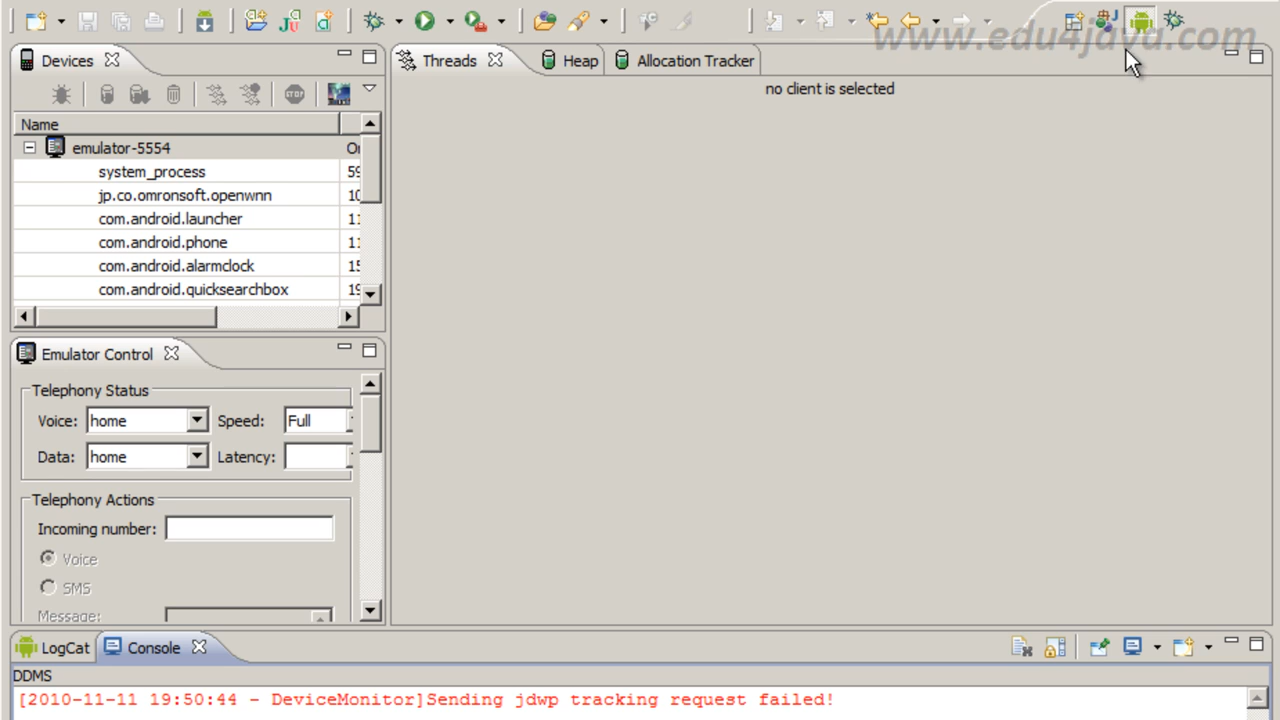 www.edu4java.com
Devices
Threads
Heap
Allocation Tracker
no client is selected
Name
emulator-5554
system_process
jp.co.omronsoft.openwnn
com.android.launcher
com.android.phone
com.android.alarmclock
com.android.quicksearchbox
Emulator Control
Telephony Status
Voice: home Speed: Full
Data: home Latency:
Telephony Actions
Incoming number:
Voice
SMS
Message:
LogCat Console
DDMS
[2010-11-11 19:50:44 - DeviceMonitor]Sending jdwp tracking request failed!